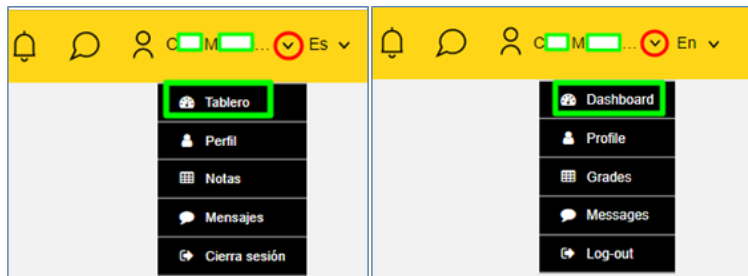 C M ... Es
Tablero
Perfil
Notas
Mensajes
Cierra sesión
C M ... En
Dashboard
Profile
Grades
Messages
Log-out